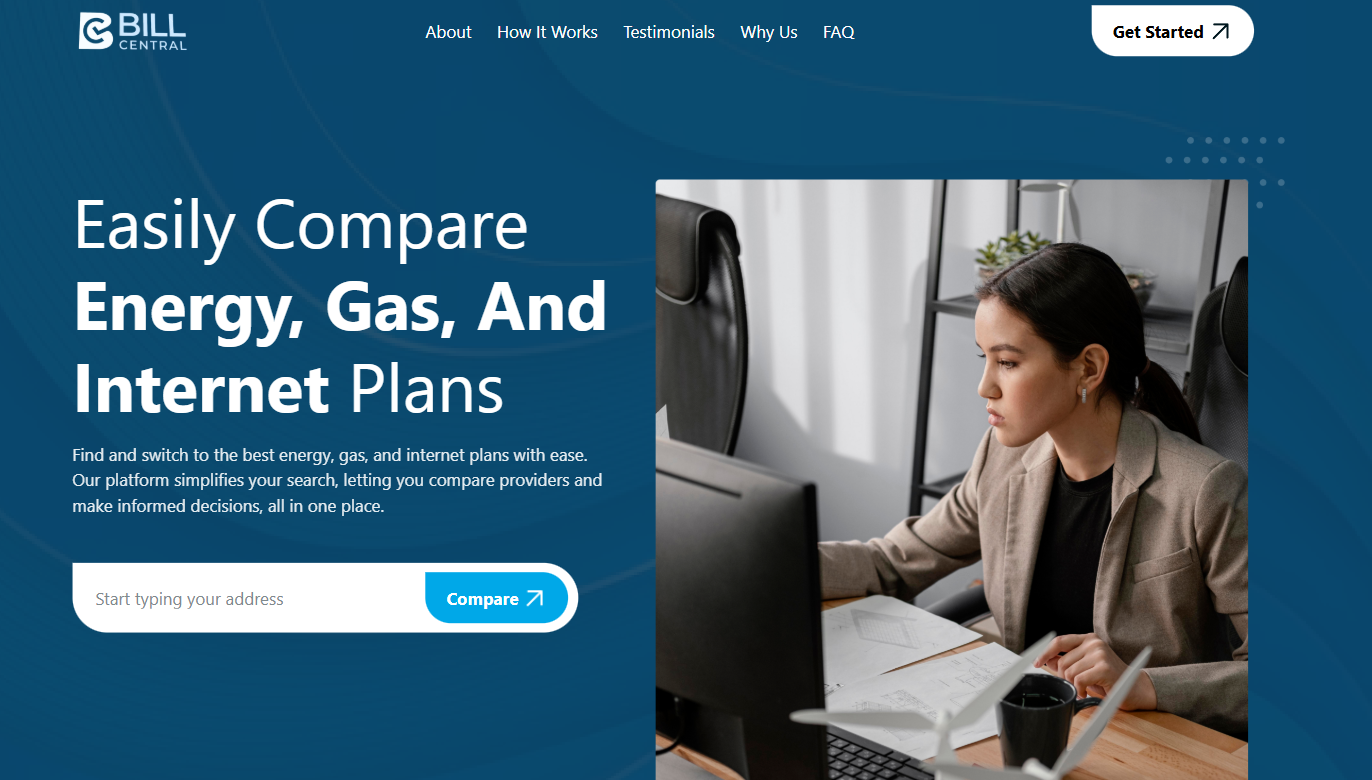 BILL
CENTRAL
About
How It Works
Testimonials
Why Us
FAQ
Get Started
Easily Compare
Energy, Gas, And
Internet Plans
Find and switch to the best energy, gas, and internet plans with ease.
Our platform simplifies your search, letting you compare providers and
make informed decisions, all in one place.
Start typing your address
Compare